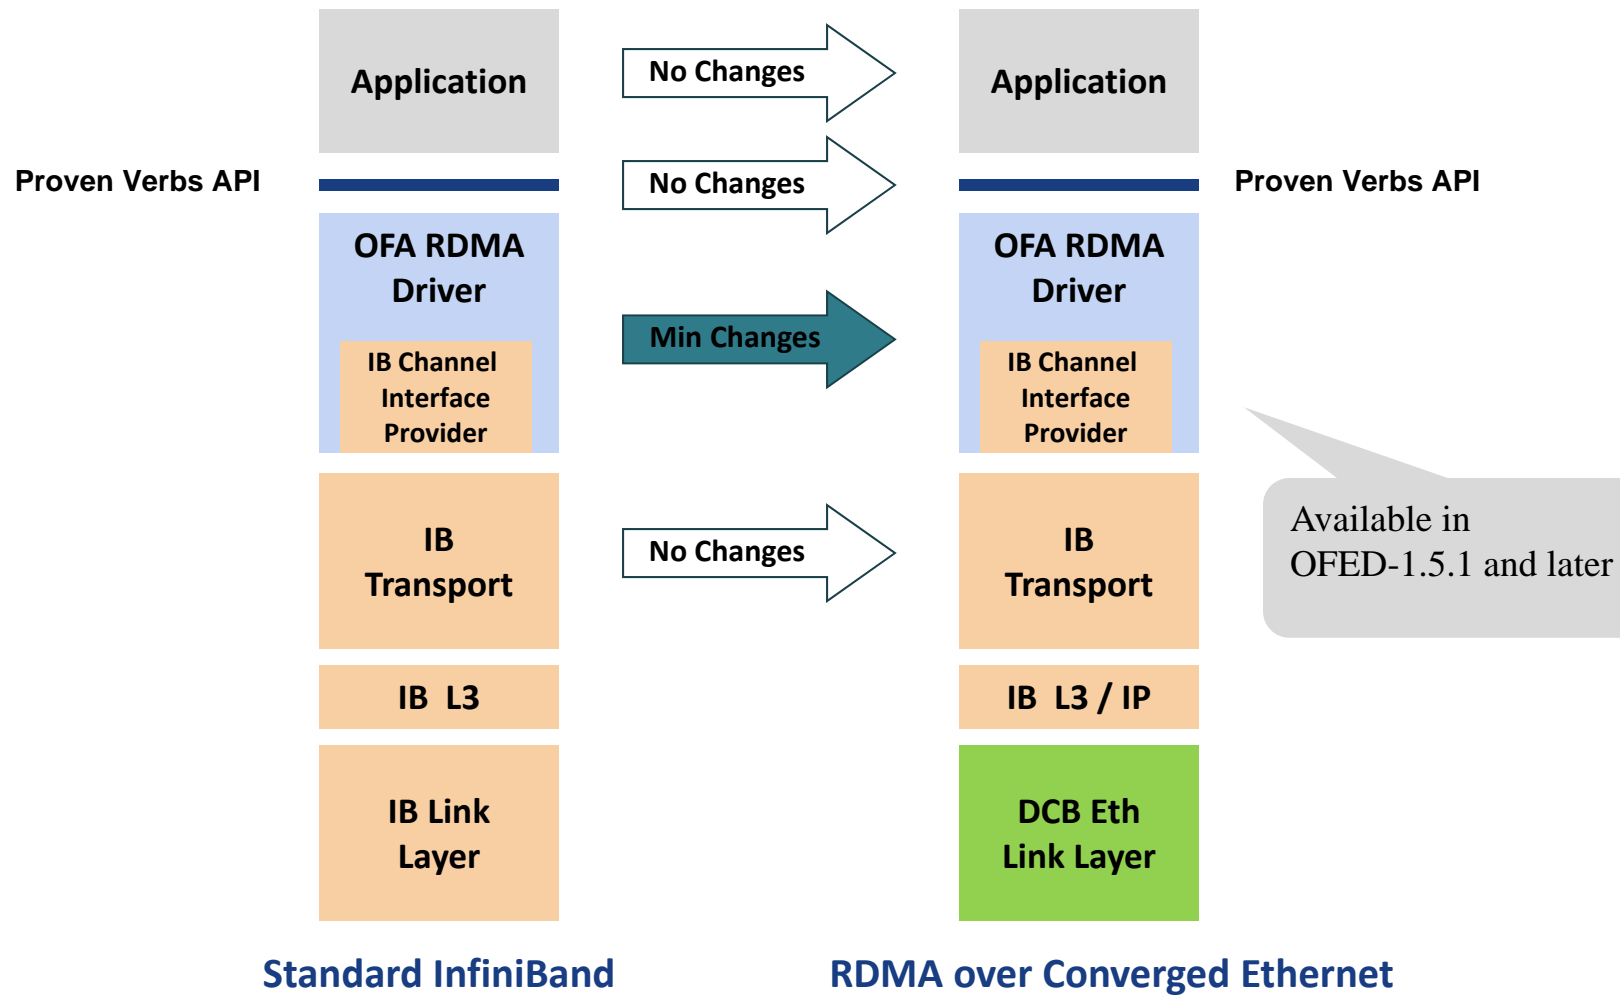 Application
No Changes
Application
Proven Verbs API
No Changes
Proven Verbs API
OFA RDMA
Driver
IB Channel
Interface
Provider
Min Changes
OFA RDMA
Driver
IB Channel
Interface
Provider
Available in
OFED-1.5.1 and later
IB
Transport
No Changes
IB
Transport
IB L3
IB L3 / IP
IB Link
Layer
DCB Eth
Link Layer
Standard InfiniBand
RDMA over Converged Ethernet